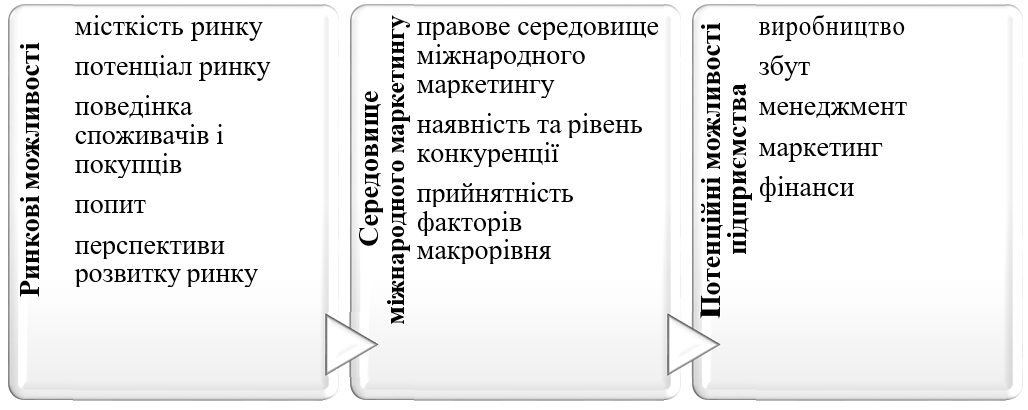 Ринкові можливості
місткість ринку
потенціал ринку
поведінка
споживачів і
покупців
попит
перспективи
розвитку ринку
Середовище
міжнародного маркетингу
правове середовище
міжнародного
маркетингу
наявність та рівень
конкуренції
прийнятність
факторів
макрорівня
Потенційні можливості
підприємства
виробництво
збут
менеджмент
маркетинг
фінанси